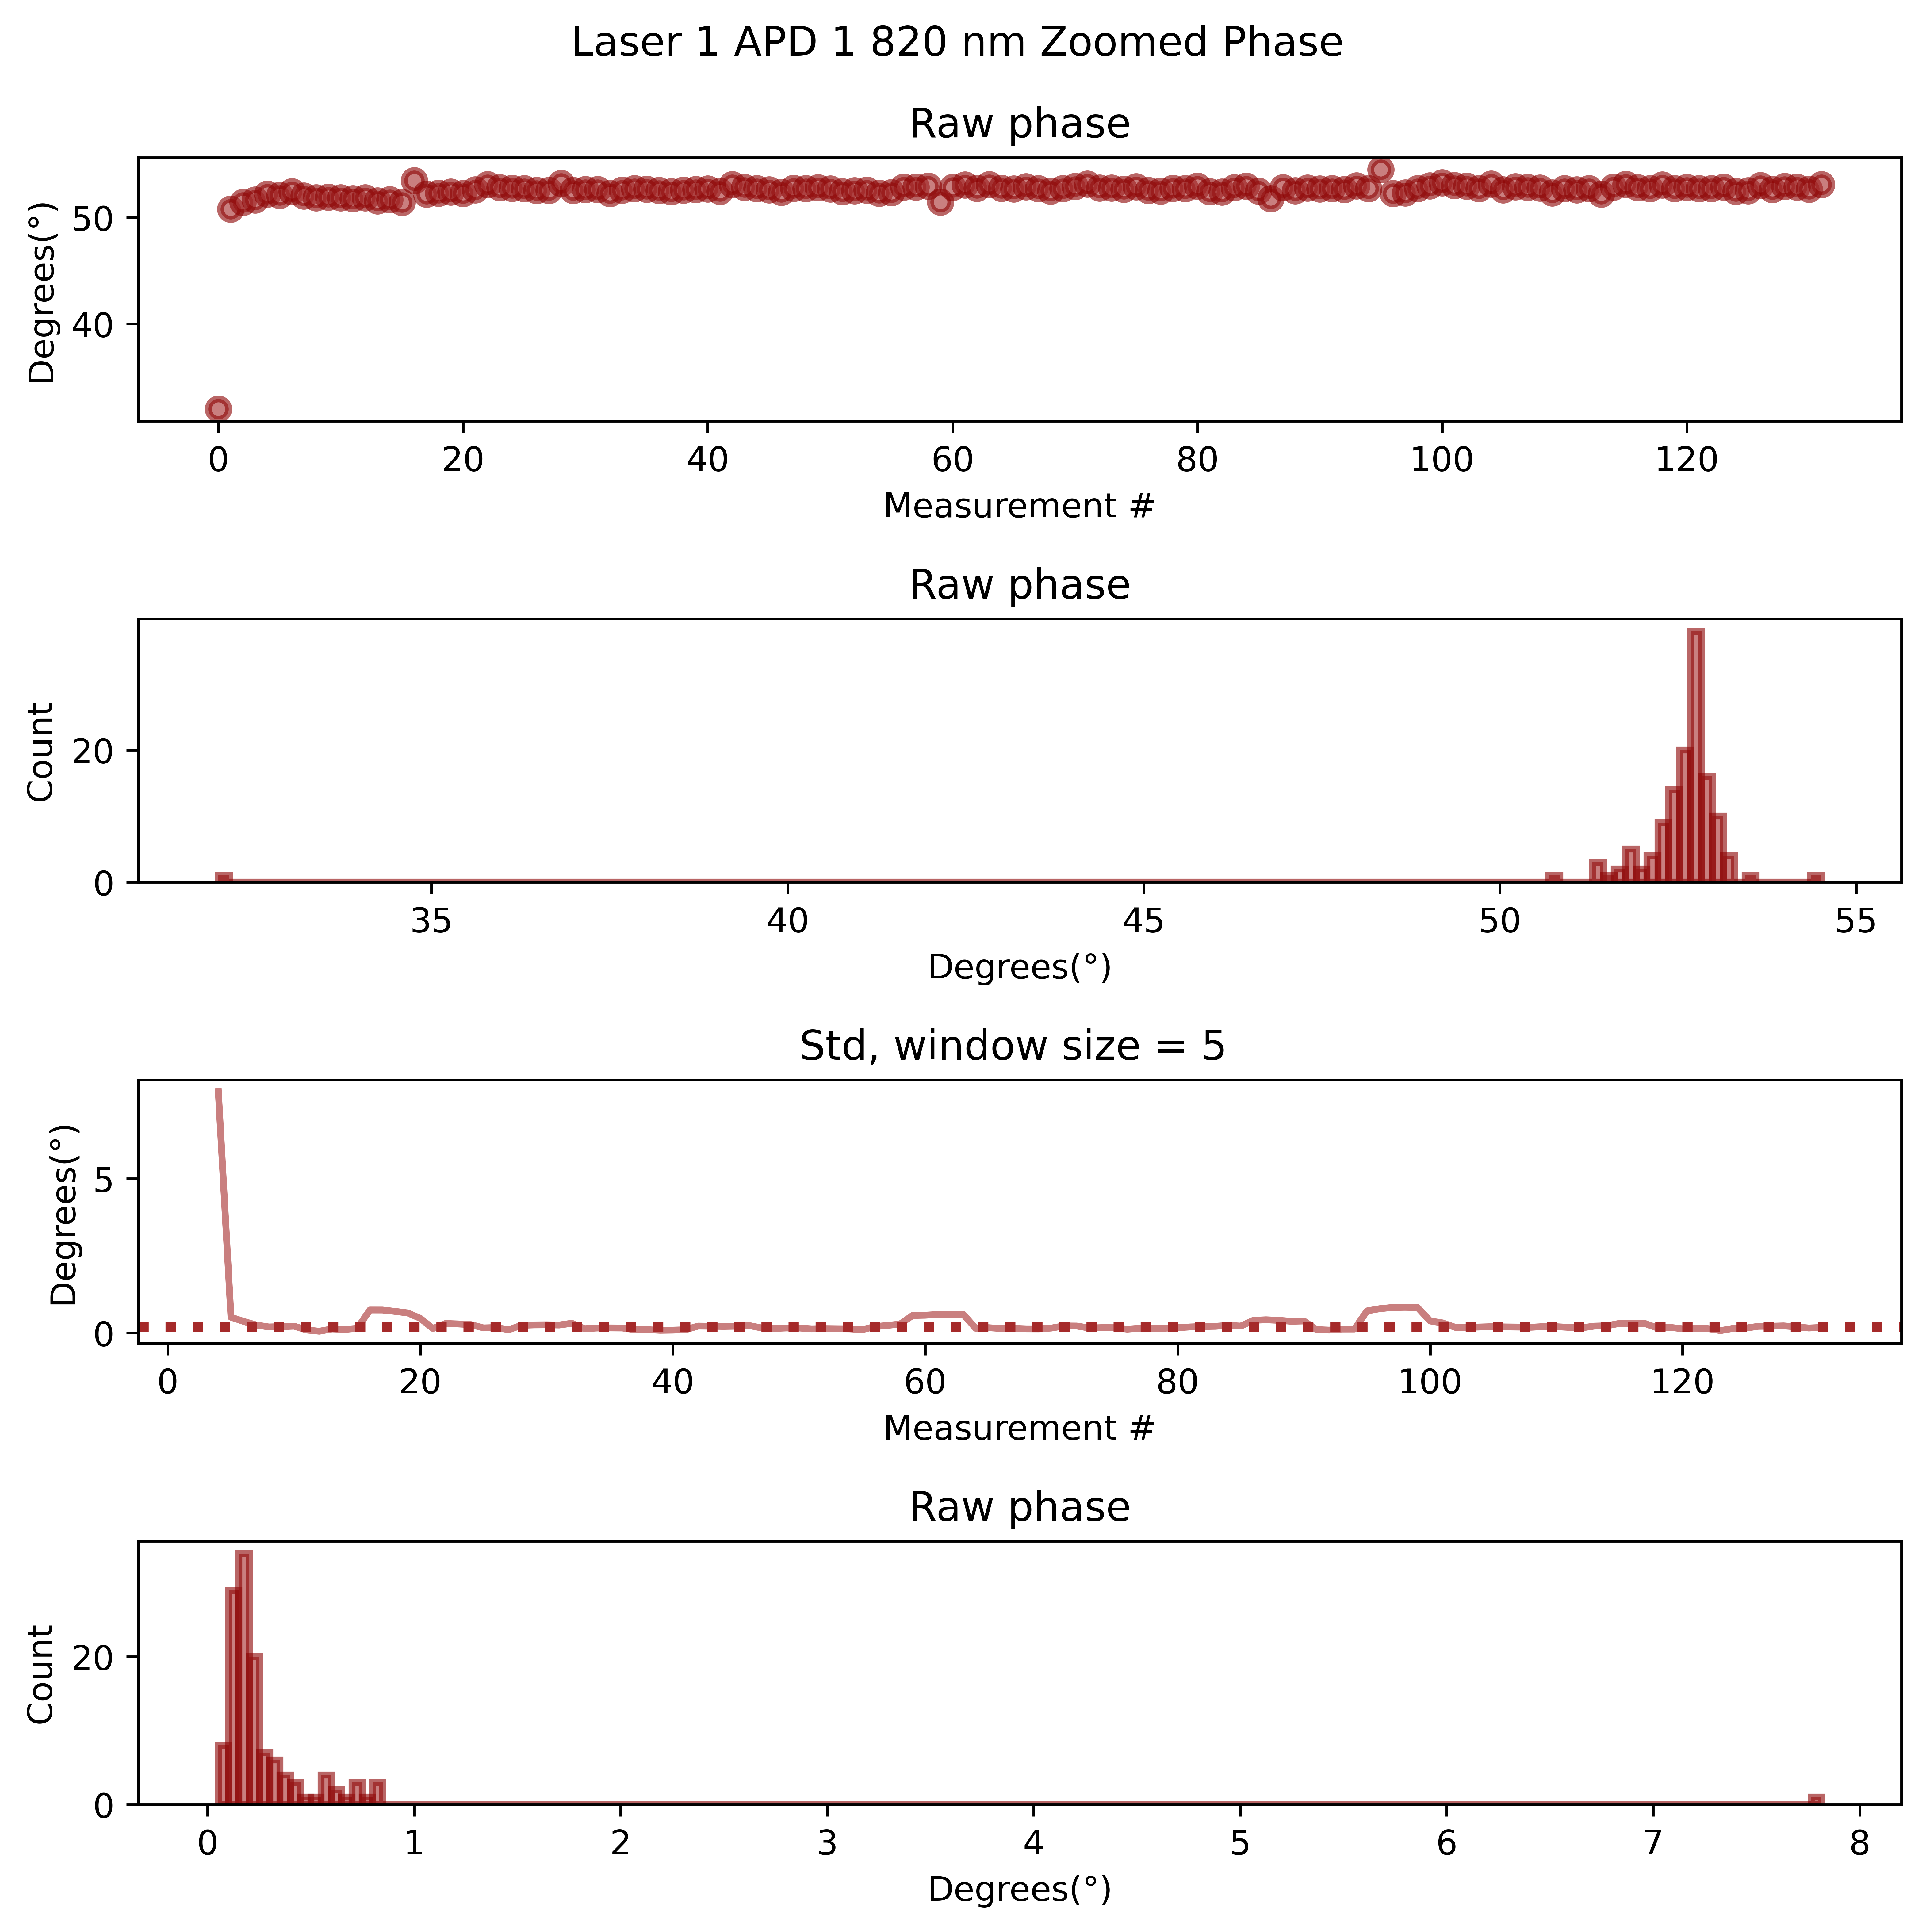 Laser 1 APD 1 820 nm Zoomed Phase
Raw phase
Degrees(°)
50
40
0 20 40 60 80 100 120
Measurement #
Raw phase
Count
20
0
35 40 45 50 55
Degrees(°)
Std, window size = 5
Degrees(°)
5
0
0 20 40 60 80 100 120
Measurement #
Raw phase
Count
20
0
0 1 2 3 4 5 6 7 8
Degrees(°)